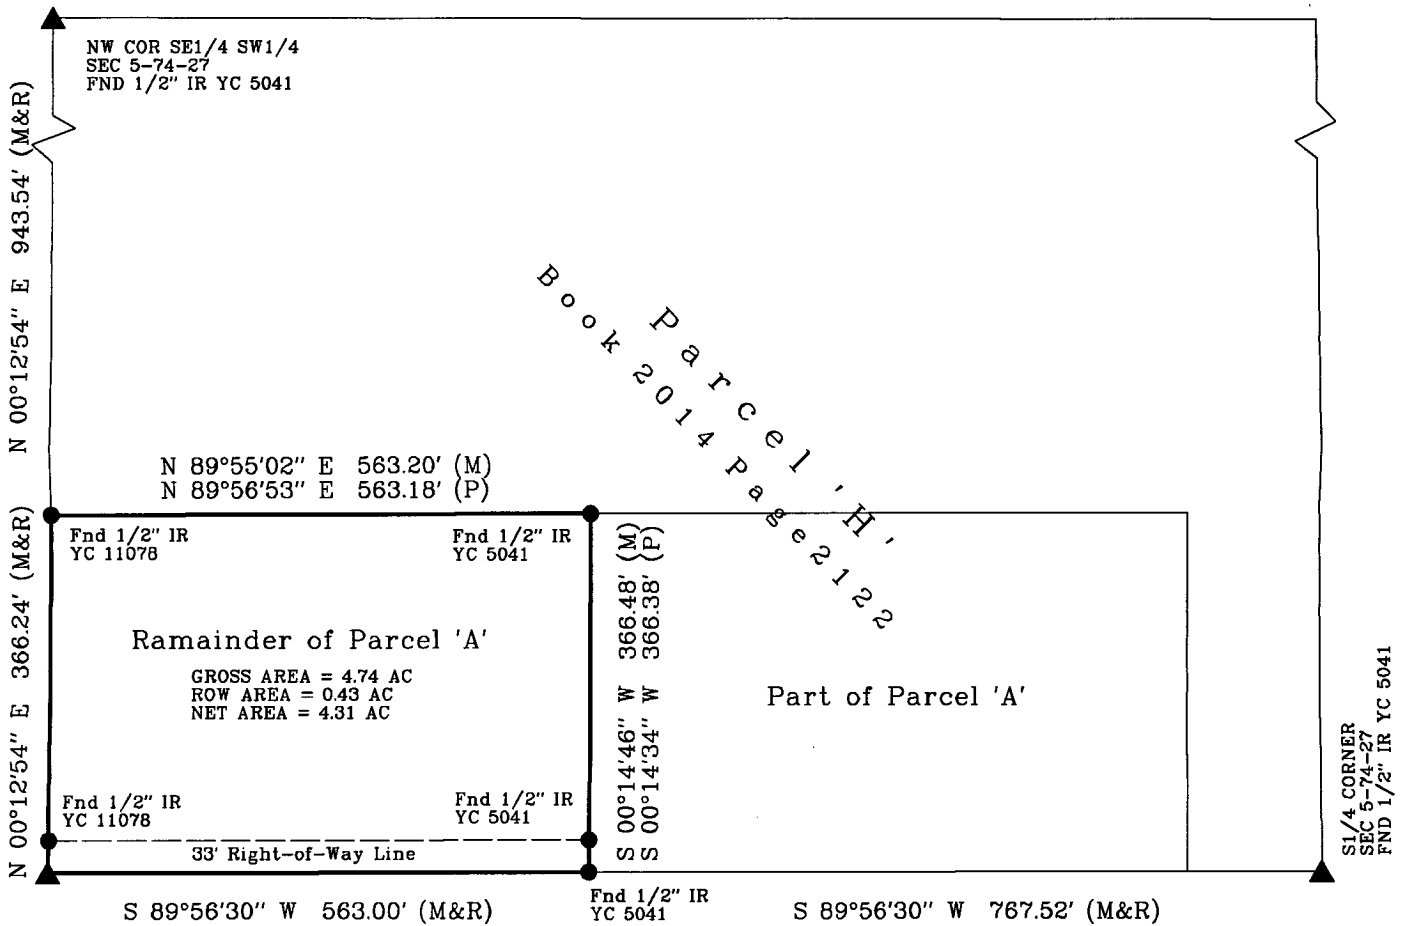 NW COR SE1/4 SW1/4
SEC 5-74-27
FND 1/2" IR YC 5041
N 00°12'54" E 943.54' (M&R)
Parcel 'H'
Book 2014 Page2122
N 89°55'02" E 563.20' (M)
N 89°56'53" E 563.18' (P)
N 00°12'54" E 366.24' (M&R)
Fnd 1/2" IR
YC 11078
Fnd 1/2" IR
YC 5041
S 00°14'46" W 366.48' (M)
S 00°14'34" W 366.38' (P)
Ramainder of Parcel 'A'
GROSS AREA = 4.74 AC
ROW AREA = 0.43 AC
NET AREA = 4.31 AC
Part of Parcel 'A'
Fnd 1/2" IR
YC 11078
Fnd 1/2" IR
YC 5041
33' Right-of-Way Line
S1/4 CORNER
SEC 5-74-27
FND 1/2" IR YC 5041
Fnd 1/2" IR
YC 5041
S 89°56'30" W 563.00' (M&R)
S 89°56'30" W 767.52' (M&R)